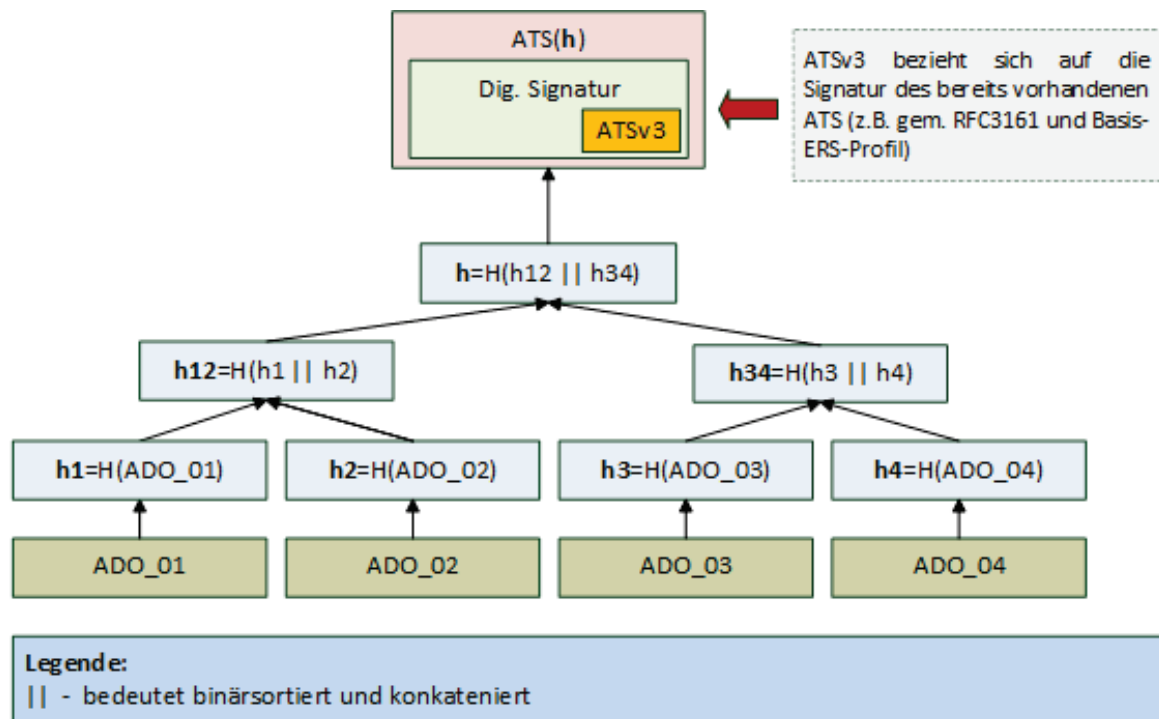 ATS(h)
Dig. Signatur
ATSv3
ATSv3 bezieht sich auf die
Signatur des bereits vorhandenen
ATS (z.B. gem. RFC3161 und Basis-
ERS-Profil)
h=H(h12 || h34)
h12=H(h1 || h2)
h34=H(h3 || h4)
h1=H(ADO_01)
h2=H(ADO_02)
h3=H(ADO_03)
h4=H(ADO_04)
ADO_01
ADO_02
ADO_03
ADO_04
Legende:
|| - bedeutet binärsortiert und konkateniert